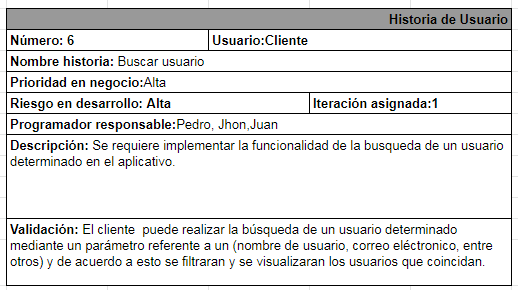 Historia de Usuario
Número: 6 Usuario:Cliente
Nombre historia: Buscar usuario
Prioridad en negocio:Alta
Riesgo en desarrollo: Alta Iteración asignada:1
Programador responsable:Pedro, Jhon,Juan
Descripción: Se requiere implementar la funcionalidad de la busqueda de un usuario
determinado en el aplicativo.
Validación: El cliente puede realizar la búsqueda de un usuario determinado
mediante un parámetro referente a un (nombre de usuario, correo eléctronico, entre
otros) y de acuerdo a esto se filtraran y se visualizaran los usuarios que coincidan.